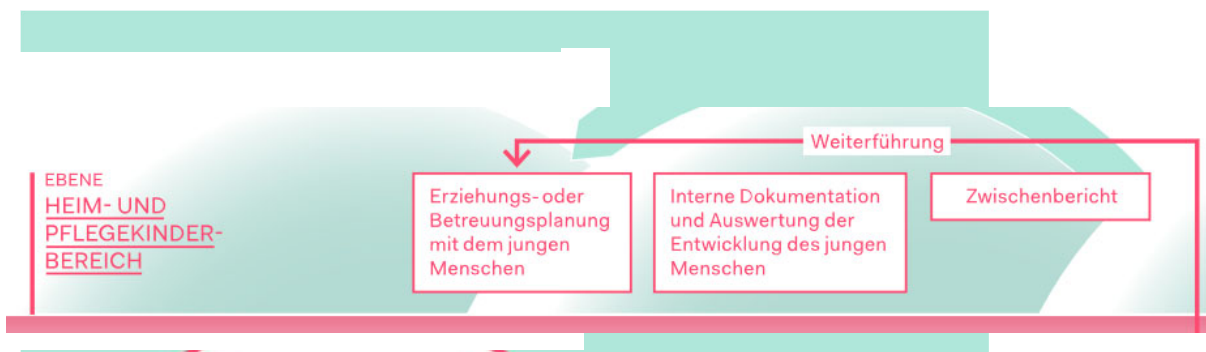 Weiterführung
EBENE
HEIM- UND
PFLEGEKINDER-
BEREICH
Erziehungs- oder
Betreuungsplanung
mit dem jungen
Menschen
Interne Dokumentation
und Auswertung der
Entwicklung des jungen
Menschen
Zwischenbericht